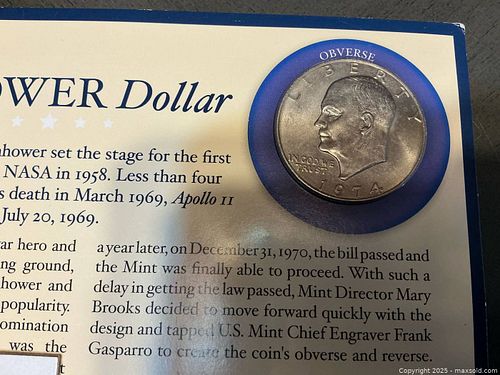 OBVERSE
LIBERTY
IN GOD WE
TRUST
1974
OWER Dollar
hower set the stage for the first
NASA in 1958. Less than four
s death in March 1969, Apollo 11
July 20, 1969.
ar hero and
ng ground,
hower and
popularity.
omination
was the
t
a year later, on December 31, 1970, the bill passed and
the Mint was finally able to proceed. With such a
delay in getting the law passed, Mint Director Mary
Brooks decided to move forward quickly with the
design and tapped U.S. Mint Chief Engraver Frank
Gasparro to create the coin's obverse and reverse.
Copyright 2025 - maxsold.com